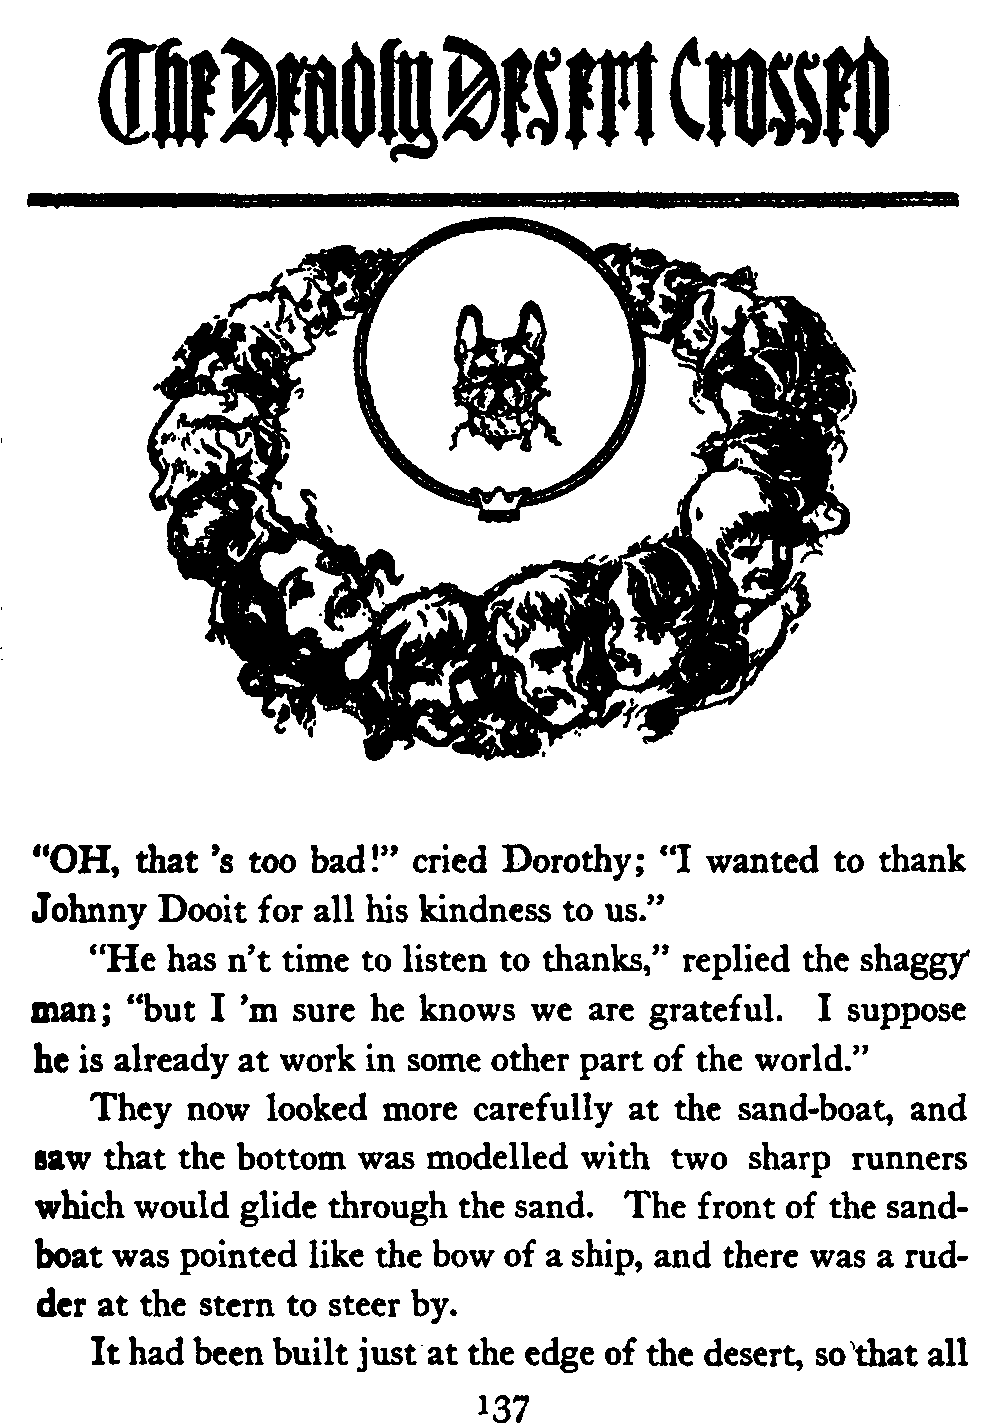 The Deadly Desert Crossed
“OH, that ’s too bad!” cried Dorothy; “I wanted to thank
Johnny Dooit for all his kindness to us.”
“He has n’t time to listen to thanks,” replied the shaggy
man; “but I ’m sure he knows we are grateful. I suppose
he is already at work in some other part of the world.”
They now looked more carefully at the sand-boat, and
saw that the bottom was modelled with two sharp runners
which would glide through the sand. The front of the sand-
boat was pointed like the bow of a ship, and there was a rud-
der at the stern to steer by.
It had been built just at the edge of the desert, so that all
137